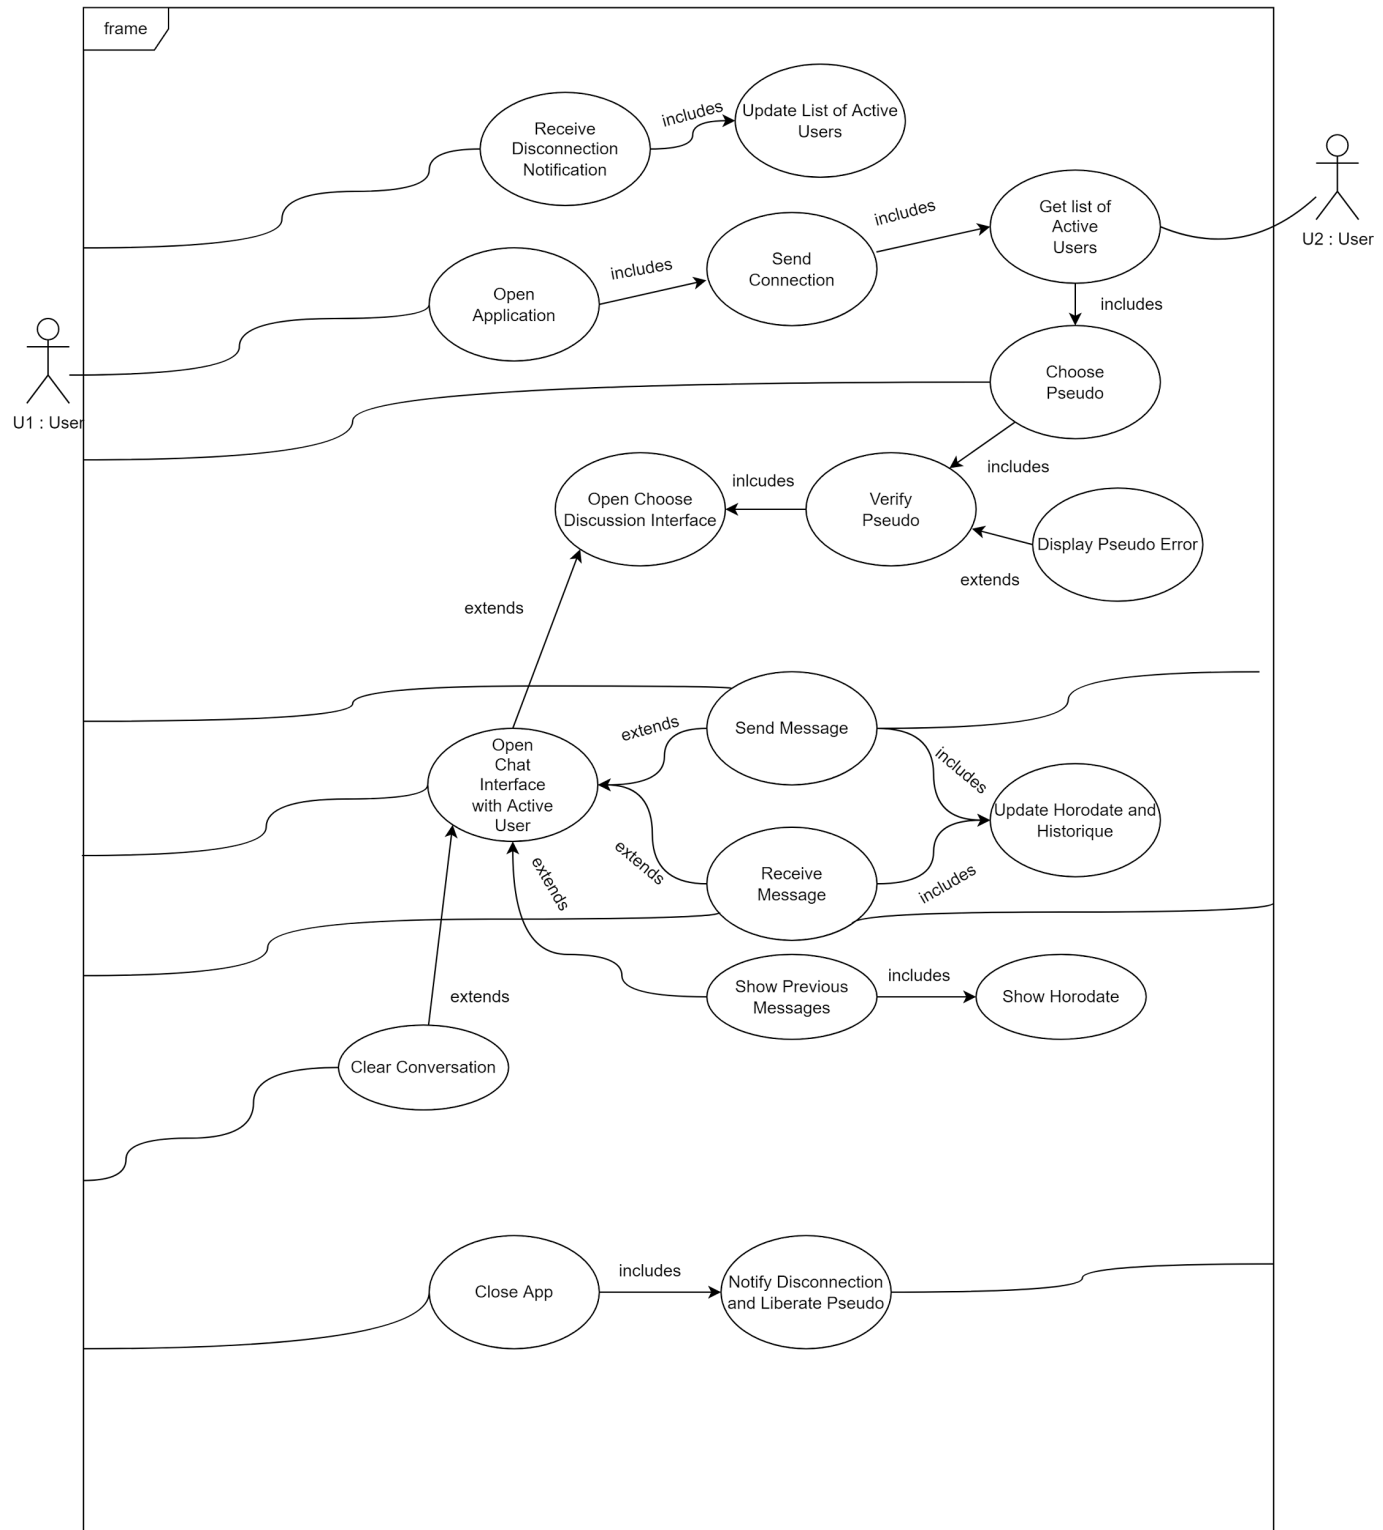 frame
Receive
Disconnection
Notification
includes
Update List of Active
Users
U2 : User
Open
Application
includes
Send
Connection
includes
Get list of
Active
Users
includes
U1 : User
Choose
Pseudo
includes
Open Choose
Discussion Interface
inlcudes
Verify
Pseudo
Display Pseudo Error
extends
extends
Open
Chat
Interface
with Active
User
extends
Send Message
includes
Update Horodate and
Historique
extends
Receive
Message
includes
extends
Show Previous
Messages
includes
Show Horodate
extends
Clear Conversation
Close App
includes
Notify Disconnection
and Liberate Pseudo